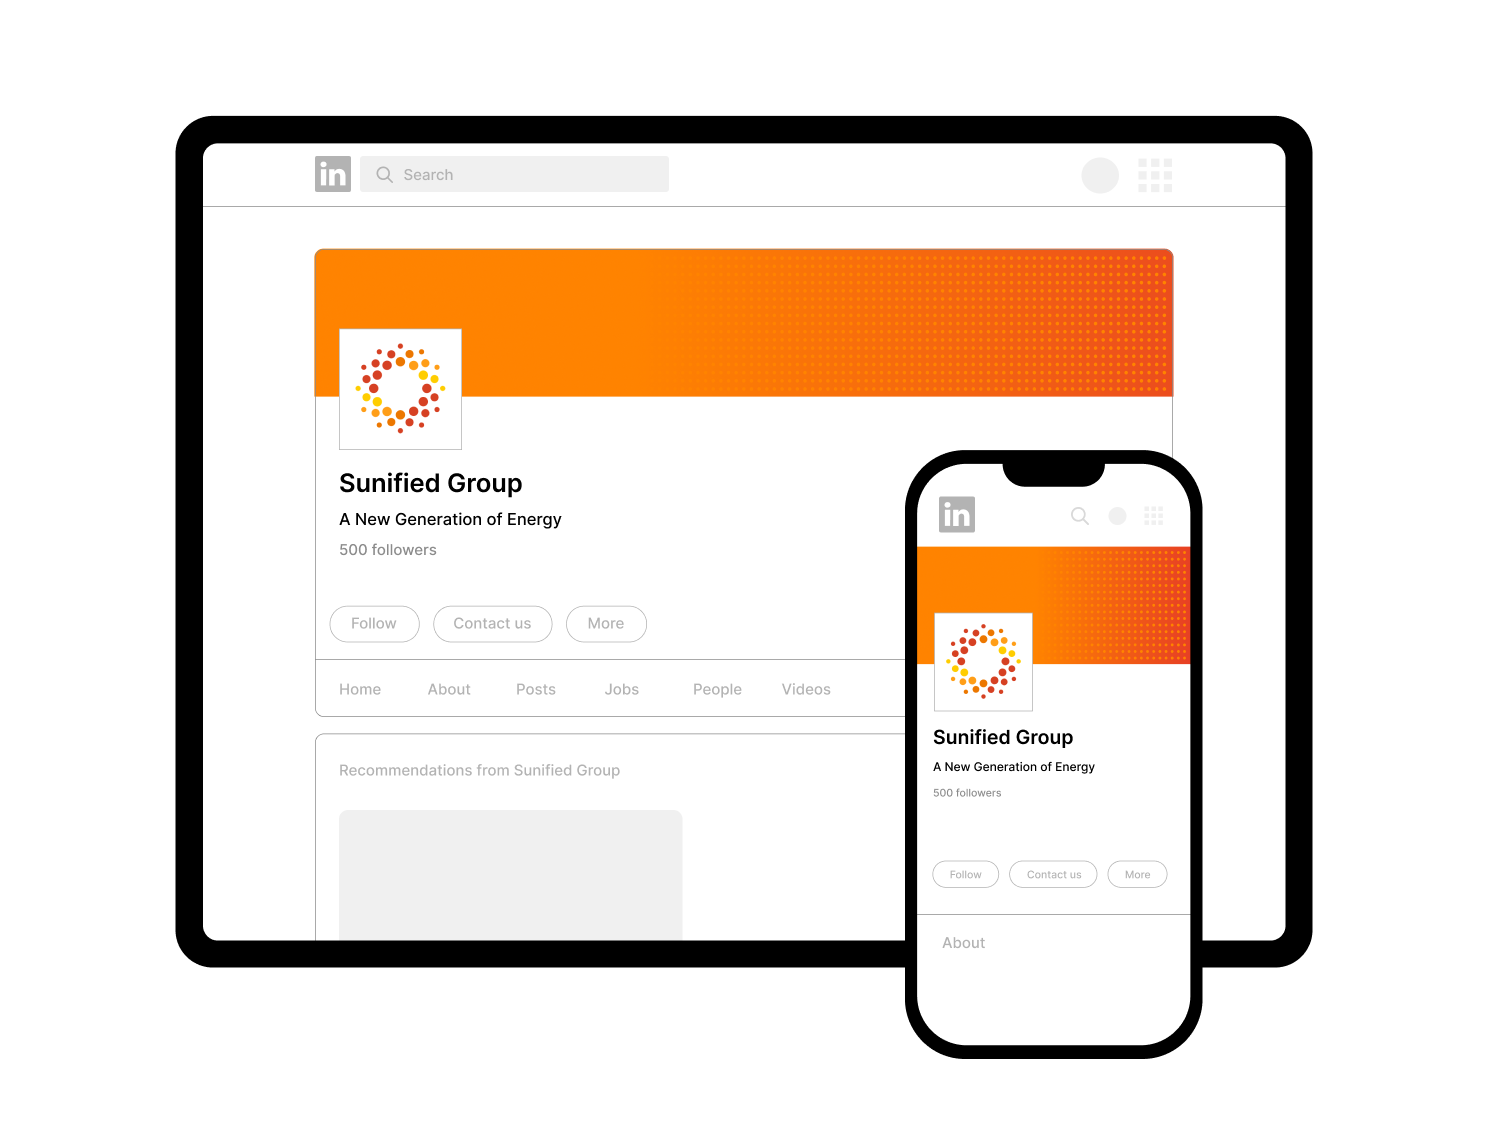 in Search
Sunified Group
A New Generation of Energy
500 followers
Follow Contact us More
Home About Posts Jobs People Videos
Recommendations from Sunified Group
in
Sunified Group
A New Generation of Energy
500 followers
Follow Contact us More
About